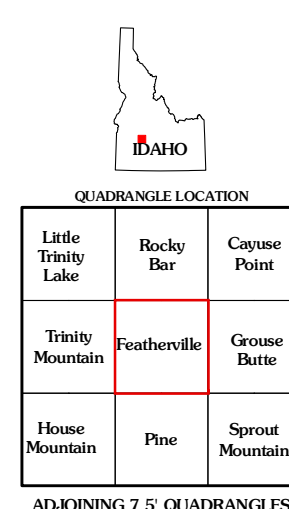 IDAHO
QUADRANGLE LOCATION
Little Trinity Lake
Rocky Bar
Cayuse Point
Trinity Mountain
Featherville
Grouse Butte
House Mountain
Pine
Sprout Mountain
ADJOINING 7.5' QUADRANGLES